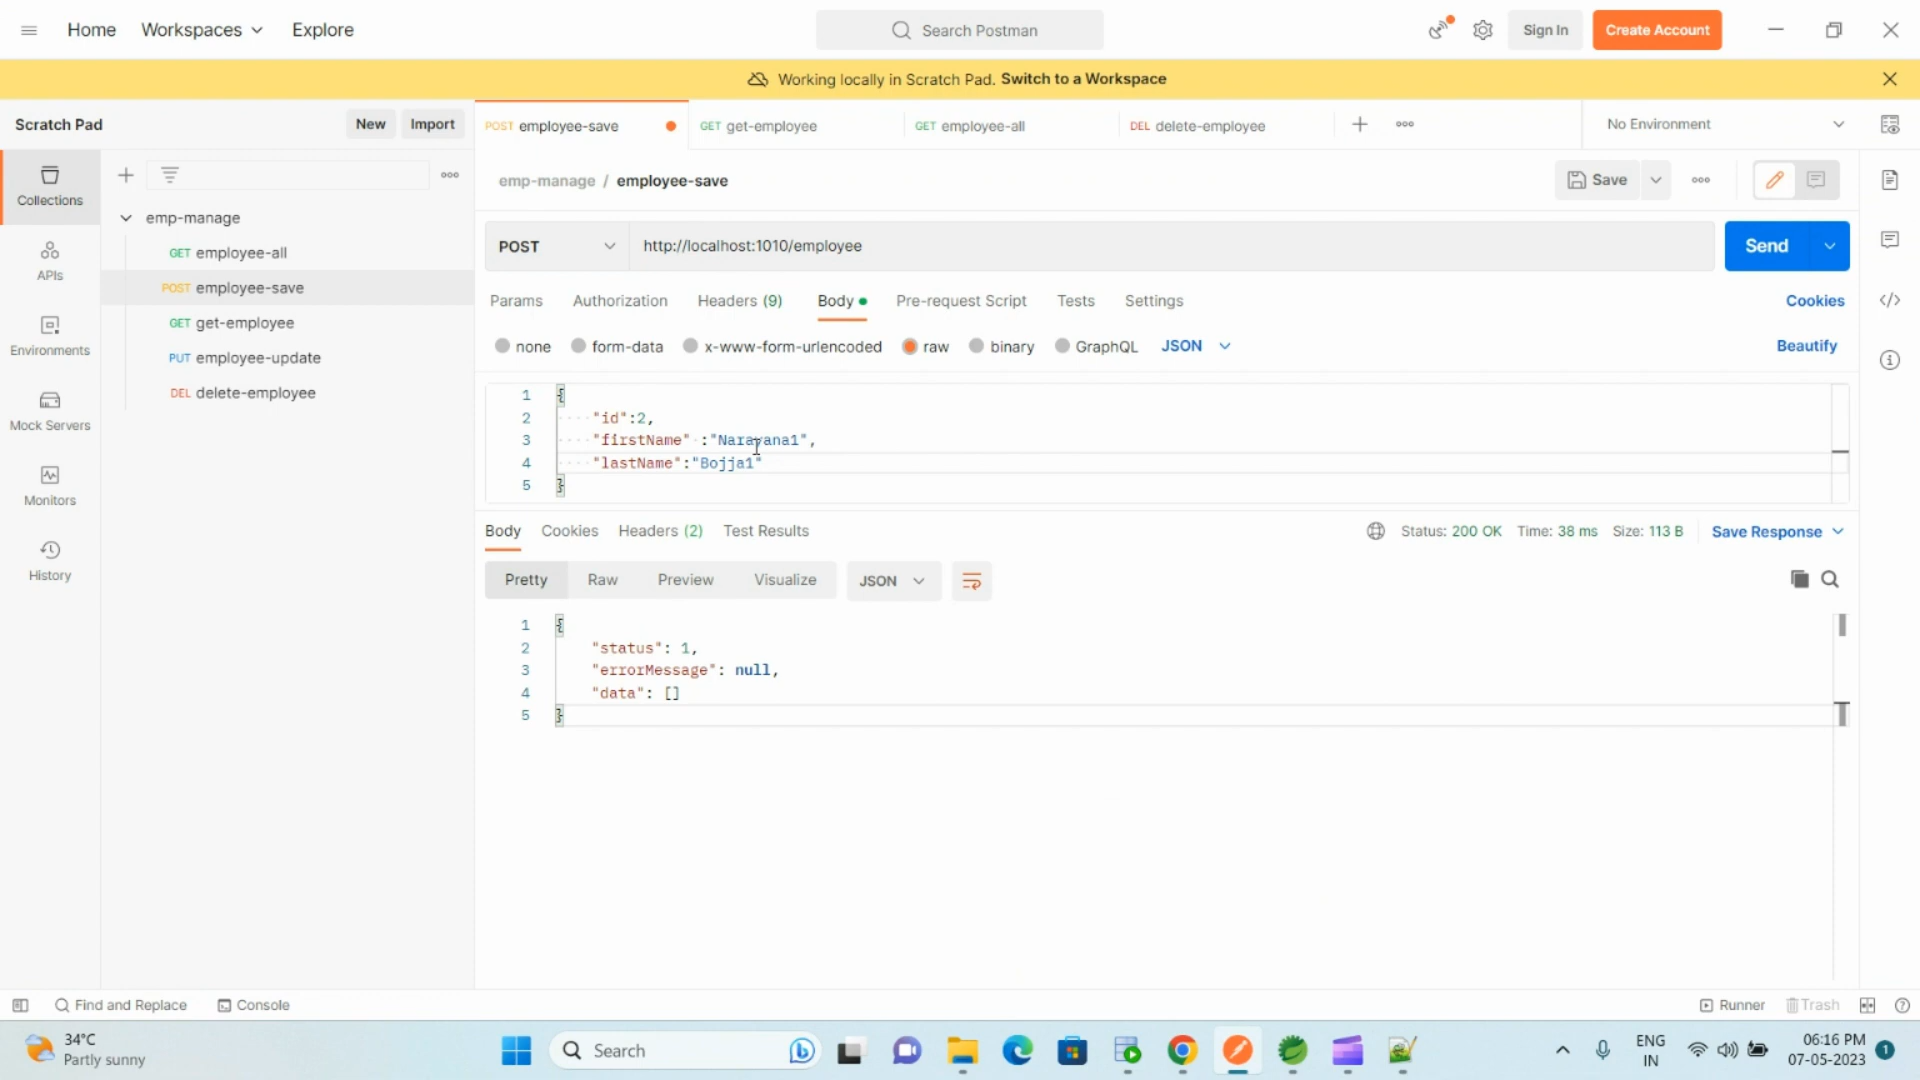 Home Workspaces Explore Search Postman Sign In Create Account
Working locally in Scratch Pad. Switch to a Workspace
Scratch Pad New Import POST employee-save GET get-employee GET employee-all DEL delete-employee No Environment
Collections
emp-manage
GET employee-all
POST employee-save
GET get-employee
PUT employee-update
DEL delete-employee
APIs
Environments
Mock Servers
Monitors
History
emp-manage / employee-save Save
POST http://localhost:1010/employee Send
Params Authorization Headers (9) Body Pre-request Script Tests Settings Cookies
none form-data x-www-form-urlencoded raw binary GraphQL JSON Beautify
1 {
2 "id":2,
3 "firstName" :"Narayana1",
4 "lastName":"Bojja1"
5 }
Body Cookies Headers (2) Test Results Status: 200 OK Time: 38 ms Size: 113 B Save Response
Pretty Raw Preview Visualize JSON
1 {
2 "status": 1,
3 "errorMessage": null,
4 "data": []
5 }
Find and Replace Console Runner Trash
34°C
Partly sunny
Search
ENG
IN
06:16 PM
07-05-2023
1